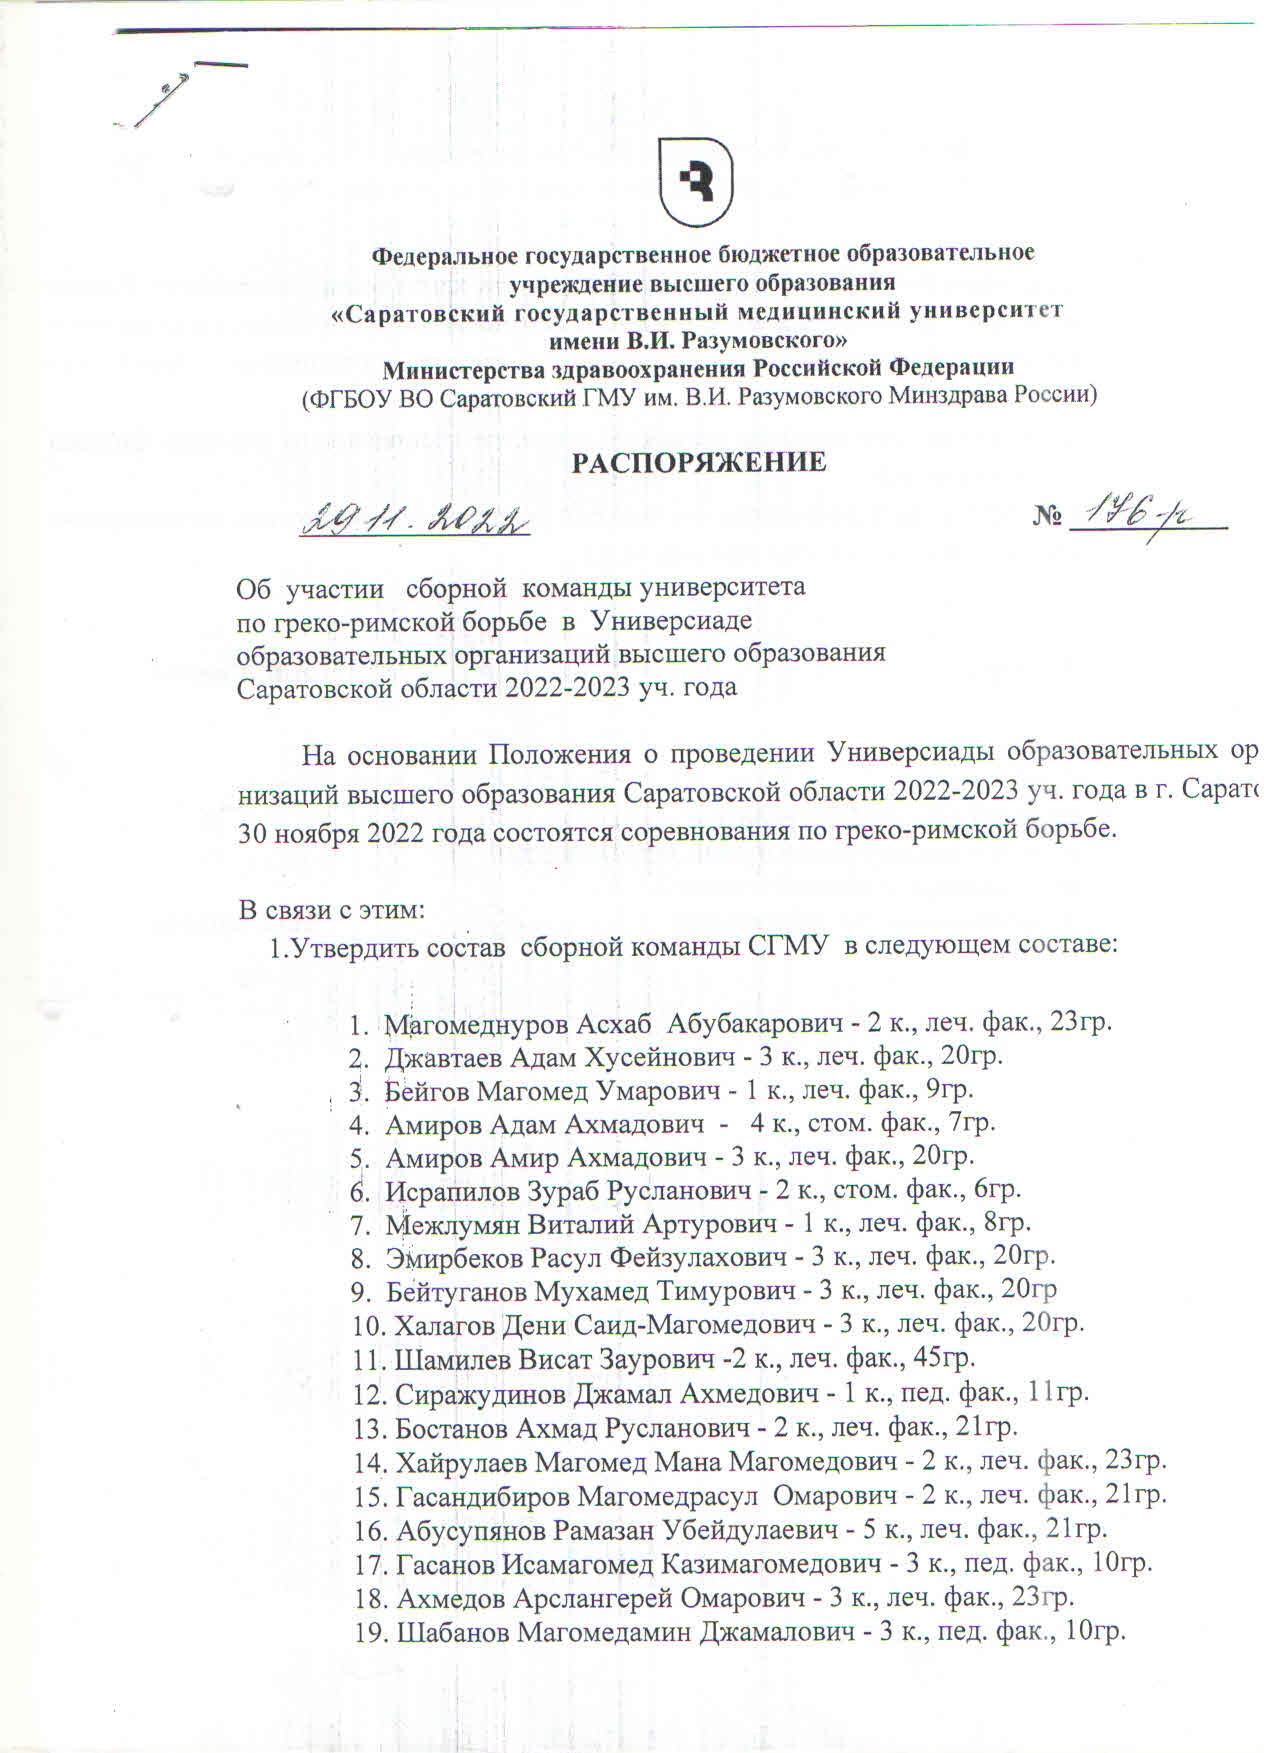 Федеральное государственное бюджетное образовательное
учреждение высшего образования
«Саратовский государственный медицинский университет
имени В.И. Разумовского»
Министерства здравоохранения Российской Федерации
(ФГБОУ ВО Саратовский ГМУ им. В.И. Разумовского Минздрава России)
РАСПОРЯЖЕНИЕ
29 11. 2022 № 176-р
Об участии сборной команды университета
по греко-римской борьбе в Универсиаде
образовательных организаций высшего образования
Саратовской области 2022-2023 уч. года
На основании Положения о проведении Универсиады образовательных ор
низаций высшего образования Саратовской области 2022-2023 уч. года в г. Сарато
30 ноября 2022 года состоятся соревнования по греко-римской борьбе.
В связи с этим:
1.Утвердить состав сборной команды СГМУ в следующем составе:
1. Магомеднуров Асхаб Абубакарович - 2 к., леч. фак., 23гр.
2. Джавтаев Адам Хусейнович - 3 к., леч. фак., 20гр.
3. Бейгов Магомед Умарович - 1 к., леч. фак., 9гр.
4. Амиров Адам Ахмадович - 4 к., стом. фак., 7гр.
5. Амиров Амир Ахмадович - 3 к., леч. фак., 20гр.
6. Исрапилов Зураб Русланович - 2 к., стом. фак., 6гр.
7. Межлумян Виталий Артурович - 1 к., леч. фак., 8гр.
8. Эмирбеков Расул Фейзулахович - 3 к., леч. фак., 20гр.
9. Бейтуганов Мухамед Тимурович - 3 к., леч. фак., 20гр
10. Халагов Дени Саид-Магомедович - 3 к., леч. фак., 20гр.
11. Шамилев Висат Заурович -2 к., леч. фак., 45гр.
12. Сиражудинов Джамал Ахмедович - 1 к., пед. фак., 11гр.
13. Бостанов Ахмад Русланович - 2 к., леч. фак., 21гр.
14. Хайрулаев Магомед Мана Магомедович - 2 к., леч. фак., 23гр.
15. Гасандибиров Магомедрасул Омарович - 2 к., леч. фак., 21гр.
16. Абусупянов Рамазан Убейдулаевич - 5 к., леч. фак., 21гр.
17. Гасанов Исамагомед Казимагомедович - 3 к., пед. фак., 10гр.
18. Ахмедов Арслангерей Омарович - 3 к., леч. фак., 23гр.
19. Шабанов Магомедамин Джамалович - 3 к., пед. фак., 10гр.